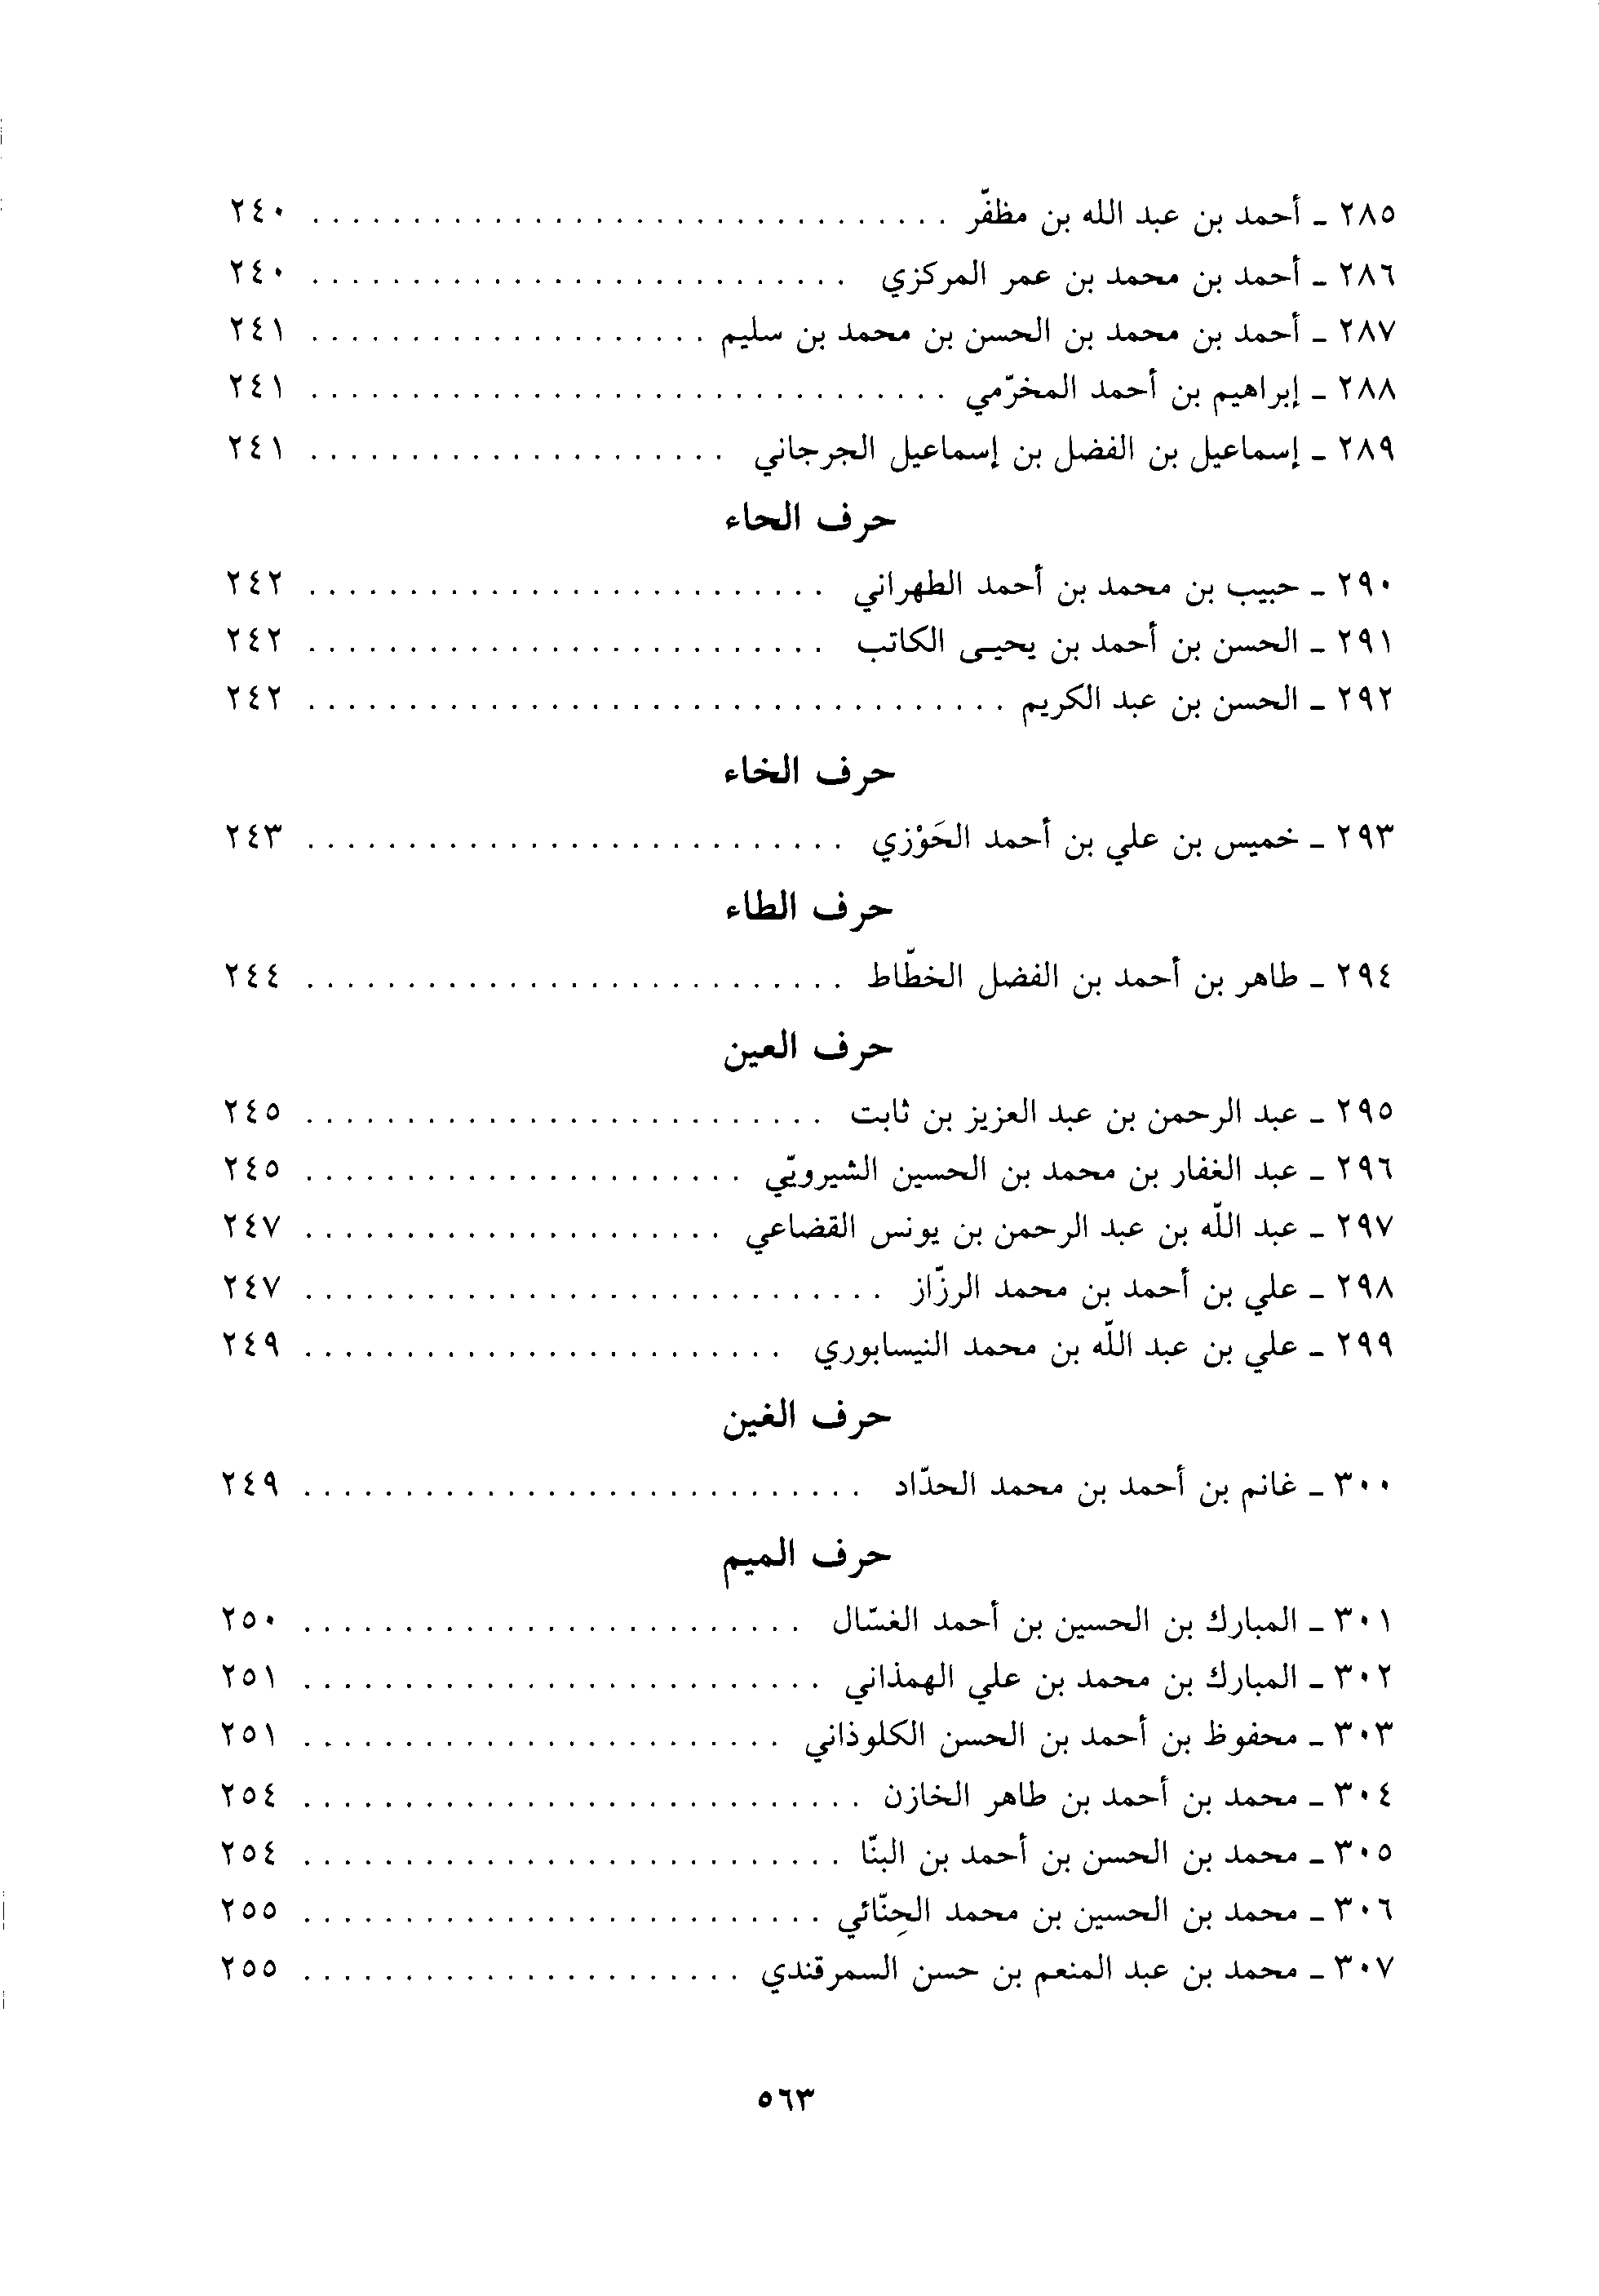 ٢٨٥ ـ أحمد بن عبد الله بن مظفّر . . . . . . . . . . . . . . . . . . . . ٢٤٠
٢٨٦ ـ أحمد بن محمد بن عمر المركزي . . . . . . . . . . . . . . . . . . . . ٢٤٠
٢٨٧ ـ أحمد بن محمد بن الحسن بن محمد بن سليم . . . . . . . . . . . . . . . . . . . . ٢٤١
٢٨٨ ـ إبراهيم بن أحمد المخرّمي . . . . . . . . . . . . . . . . . . . . ٢٤١
٢٨٩ ـ إسماعيل بن الفضل بن إسماعيل الجرجاني . . . . . . . . . . . . . . . . . . . . ٢٤١
حرف الحاء
٢٩٠ ـ حبيب بن محمد بن أحمد الطهراني . . . . . . . . . . . . . . . . . . . . ٢٤٢
٢٩١ ـ الحسن بن أحمد بن يحيى الكاتب . . . . . . . . . . . . . . . . . . . . ٢٤٢
٢٩٢ ـ الحسن بن عبد الكريم . . . . . . . . . . . . . . . . . . . . ٢٤٢
حرف الخاء
٢٩٣ ـ خميس بن علي بن أحمد الحَوْزي . . . . . . . . . . . . . . . . . . . . ٢٤٣
حرف الطاء
٢٩٤ ـ طاهر بن أحمد بن الفضل الخطّاط . . . . . . . . . . . . . . . . . . . . ٢٤٤
حرف العين
٢٩٥ ـ عبد الرحمن بن عبد العزيز بن ثابت . . . . . . . . . . . . . . . . . . . . ٢٤٥
٢٩٦ ـ عبد الغفار بن محمد بن الحسين الشيرويّي . . . . . . . . . . . . . . . . . . . . ٢٤٥
٢٩٧ ـ عبد اللّه بن عبد الرحمن بن يونس القضاعي . . . . . . . . . . . . . . . . . . . . ٢٤٧
٢٩٨ ـ علي بن أحمد بن محمد الرزّاز . . . . . . . . . . . . . . . . . . . . ٢٤٧
٢٩٩ ـ علي بن عبد اللّه بن محمد النيسابوري . . . . . . . . . . . . . . . . . . . . ٢٤٩
حرف الغين
٣٠٠ ـ غانم بن أحمد بن محمد الحدّاد . . . . . . . . . . . . . . . . . . . . ٢٤٩
حرف الميم
٣٠١ ـ المبارك بن الحسين بن أحمد الغسّال . . . . . . . . . . . . . . . . . . . . ٢٥٠
٣٠٢ ـ المبارك بن محمد بن علي الهمذاني . . . . . . . . . . . . . . . . . . . . ٢٥١
٣٠٣ ـ محفوظ بن أحمد بن الحسن الكلوذاني . . . . . . . . . . . . . . . . . . . . ٢٥١
٣٠٤ ـ محمد بن أحمد بن طاهر الخازن . . . . . . . . . . . . . . . . . . . . ٢٥٤
٣٠٥ ـ محمد بن الحسن بن أحمد بن البنّا . . . . . . . . . . . . . . . . . . . . ٢٥٤
٣٠٦ ـ محمد بن الحسين بن محمد الحِنّائي . . . . . . . . . . . . . . . . . . . . ٢٥٥
٣٠٧ ـ محمد بن عبد المنعم بن حسن السمرقندي . . . . . . . . . . . . . . . . . . . . ٢٥٥
٥٦٣